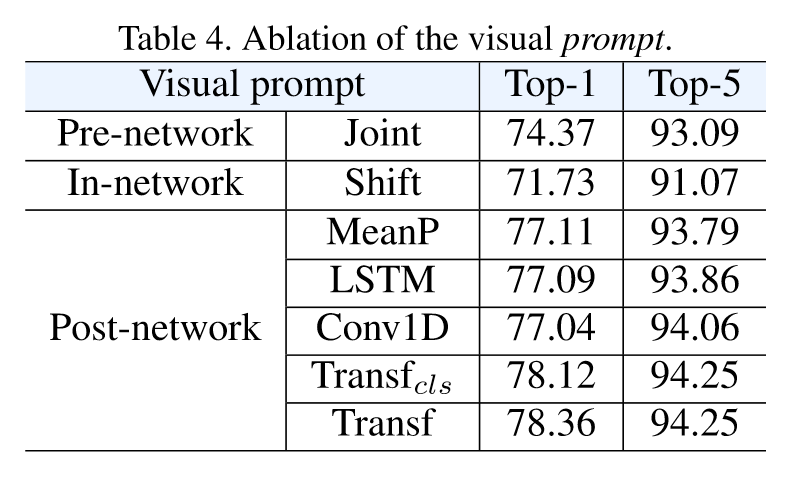 Table 4. Ablation of the visual prompt.
Visual prompt Top-1 Top-5
Pre-network Joint 74.37 93.09
In-network Shift 71.73 91.07
MeanP 77.11 93.79
LSTM 77.09 93.86
Post-network Conv1D 77.04 94.06
Transf_cls 78.12 94.25
Transf 78.36 94.25